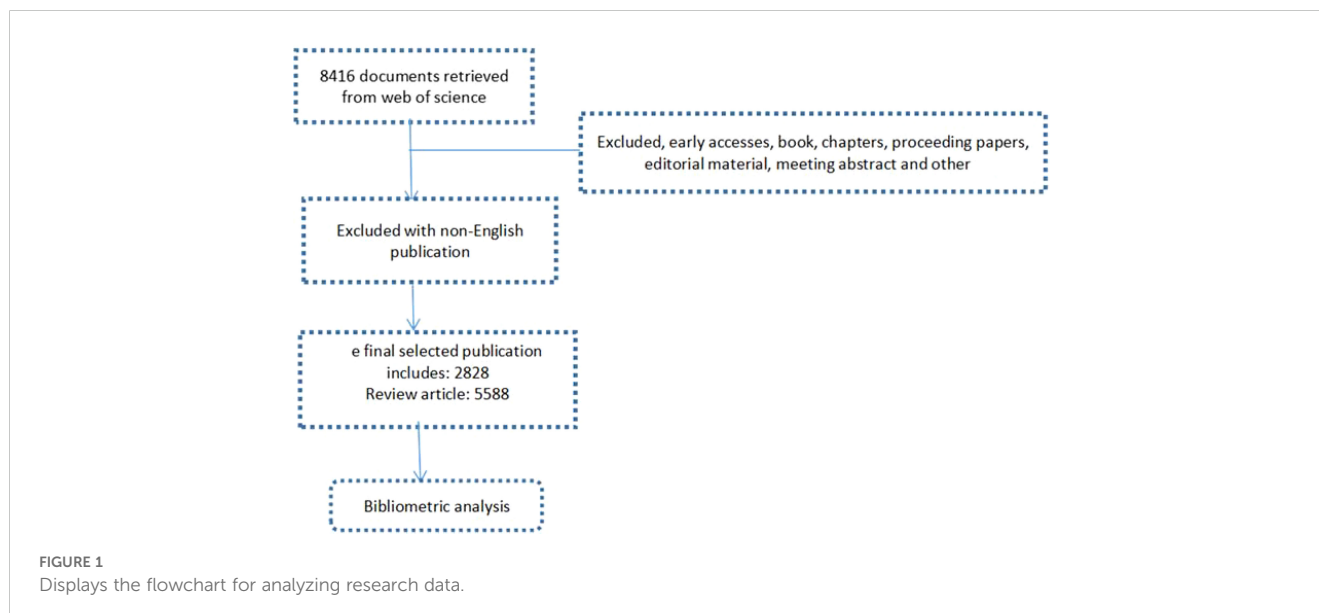 8416 documents retrieved
from web of science
Excluded, early accesses, book, chapters, proceeding papers,
editorial material, meeting abstract and other
Excluded with non-English
publication
e final selected publication
includes: 2828
Review article: 5588
Bibliometric analysis
FIGURE 1
Displays the flowchart for analyzing research data.